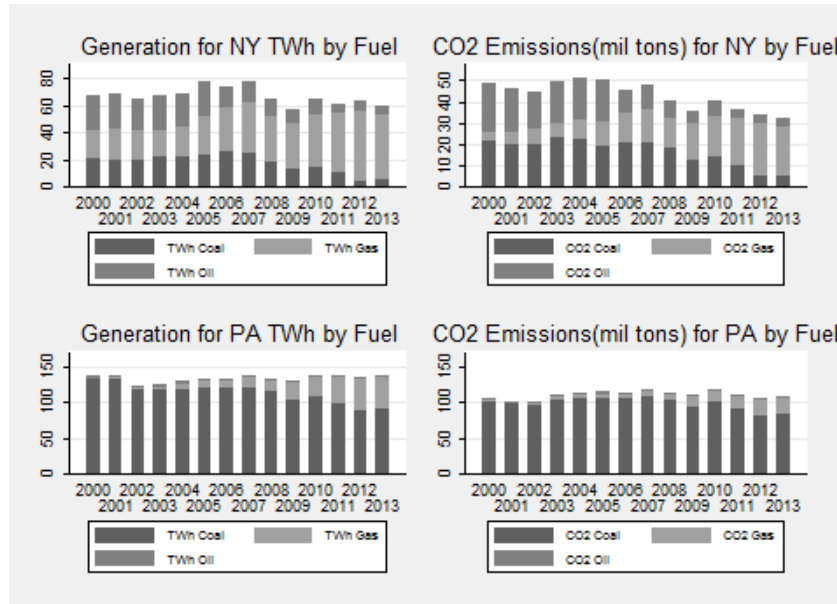 Generation for NY TWh by Fuel
80
60
40
20
0
2000 2002 2004 2006 2008 2010 2012
2001 2003 2005 2007 2009 2011 2013
TWh Coal TWh Gas
TWh Oil
CO2 Emissions(mil tons) for NY by Fuel
50
40
30
20
10
0
2000 2002 2004 2006 2008 2010 2012
2001 2003 2005 2007 2009 2011 2013
CO2 Coal CO2 Gas
CO2 Oil
Generation for PA TWh by Fuel
150
100
50
0
2000 2002 2004 2006 2008 2010 2012
2001 2003 2005 2007 2009 2011 2013
TWh Coal TWh Gas
TWh Oil
CO2 Emissions(mil tons) for PA by Fuel
150
100
50
0
2000 2002 2004 2006 2008 2010 2012
2001 2003 2005 2007 2009 2011 2013
CO2 Coal CO2 Gas
CO2 Oil